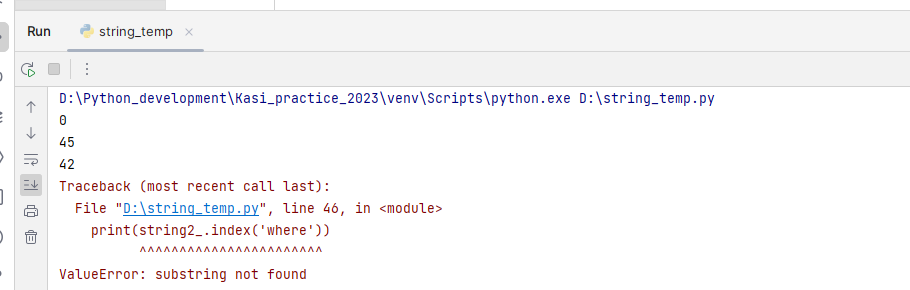 Run string_temp
D:\Python_development\Kasi_practice_2023\venv\Scripts\python.exe D:\string_temp.py
0
45
42
Traceback (most recent call last):
  File "D:\string_temp.py", line 46, in <module>
    print(string2_.index('where'))
          ^^^^^^^^^^^^^^^^^^^^^^^
ValueError: substring not found